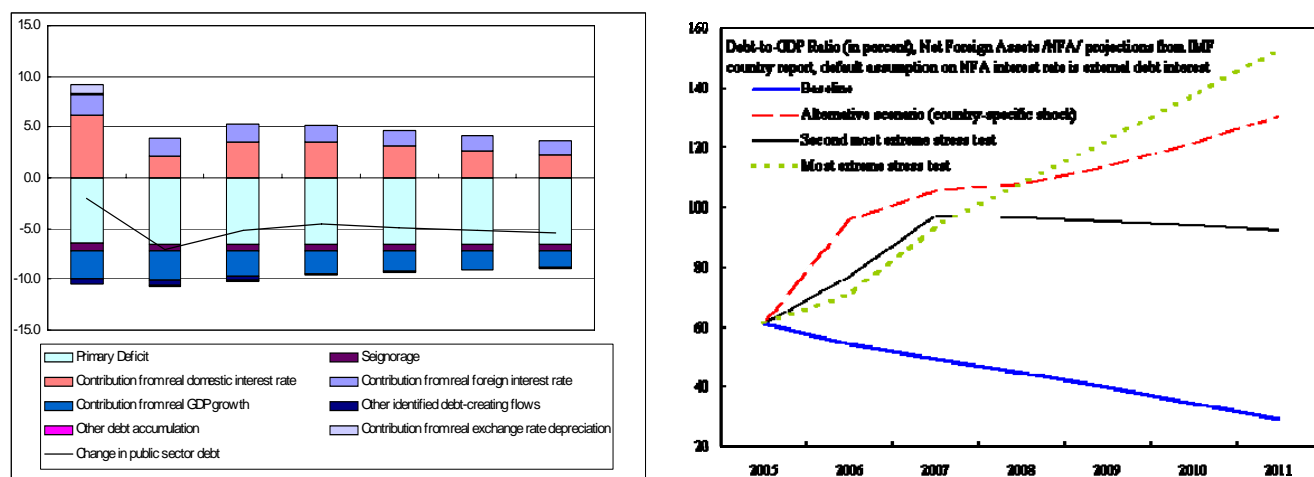 15.0
10.0
5.0
0.0
-5.0
-10.0
-15.0
Primary Deficit
Seignorage
Contribution from real domestic interest rate
Contribution from real foreign interest rate
Contribution from real GDP growth
Other identified debt-creating flows
Other debt accumulation
Contribution from real exchange rate depreciation
Change in public sector debt
160
140
120
100
80
60
40
20
Debt-to-GDP Ratio (in percent), Net Foreign Assets /NFA/ projections from IMF
country report, default assumption on NFA interest rate is external debt interest
Baseline
Alternative scenario (country-specific shock)
Second most extreme stress test
Most extreme stress test
2005 2006 2007 2008 2009 2010 2011